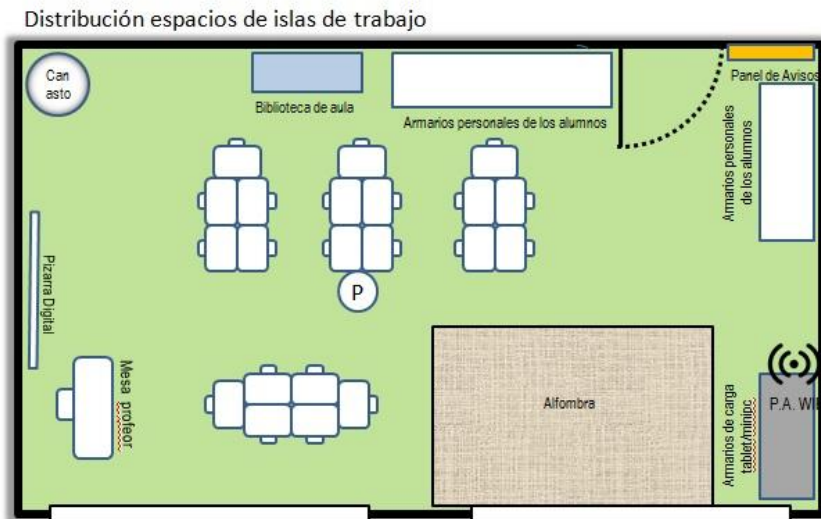 Distribución espacios de islas de trabajo
Can
asto
Biblioteca de aula
Armarios personales de los alumnos
Panel de Avisos
Armarios personales
de los alumnos
Pizarra Digital
P
Mesa profeor
Alfombra
Armarios de carga
tablet/minipc
P.A. WI